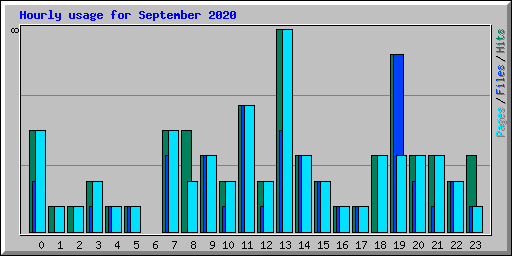 Hourly usage for September 2020
8
Pages/Files/Hits
0 1 2 3 4 5 6 7 8 9 10 11 12 13 14 15 16 17 18 19 20 21 22 23